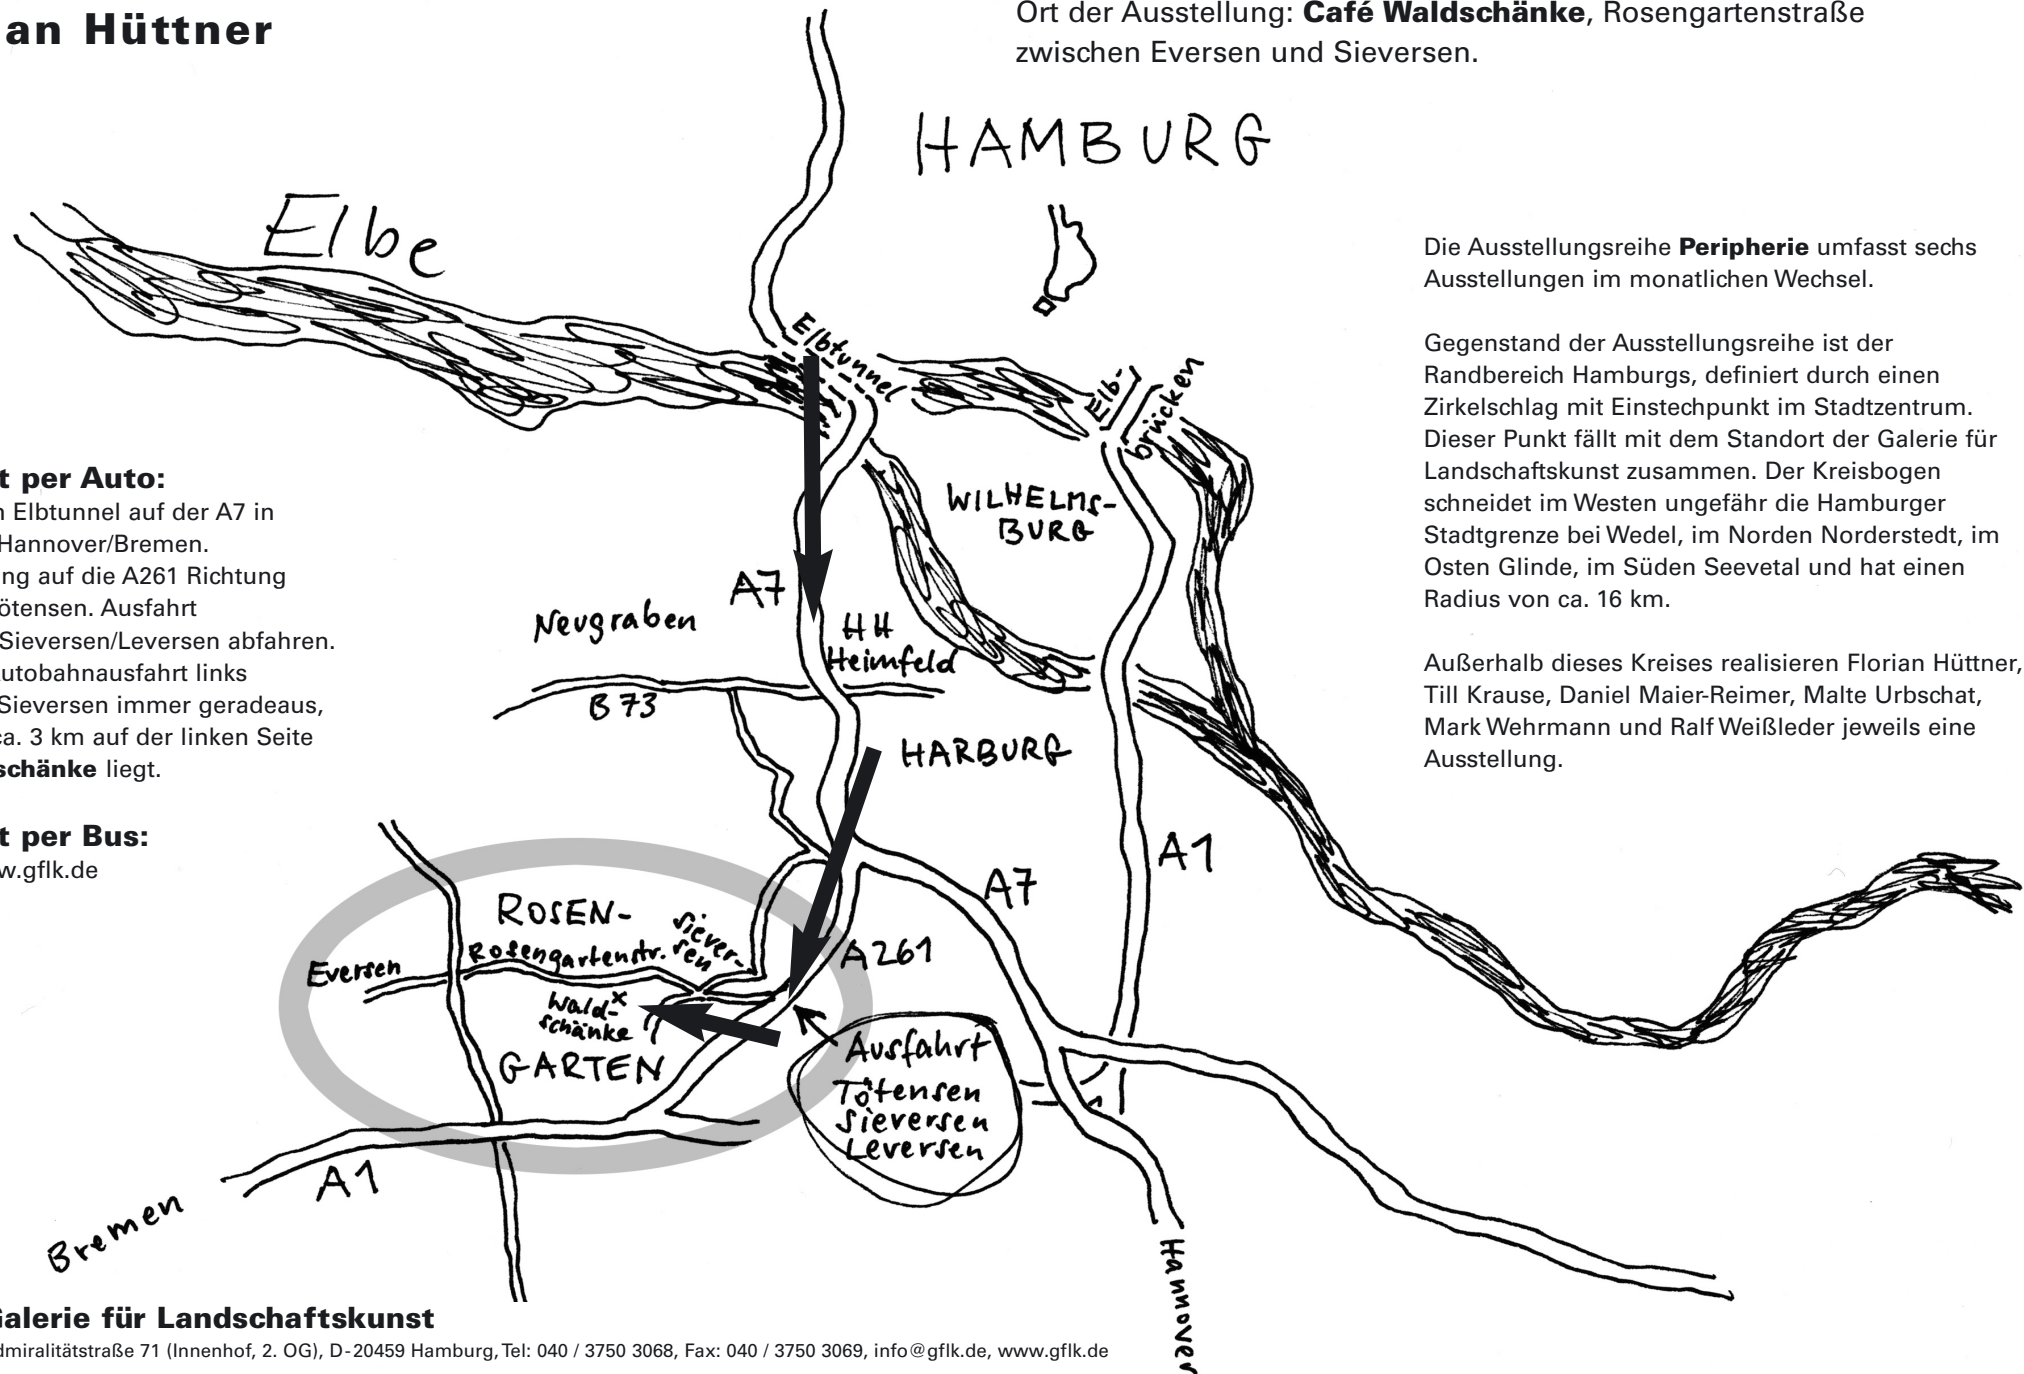 an Hüttner
Ort der Ausstellung: Café Waldschänke, Rosengartenstraße
zwischen Eversen und Sieversen.
HAMBURG
Elbe
Die Ausstellungsreihe Peripherie umfasst sechs
Ausstellungen im monatlichen Wechsel.
Gegenstand der Ausstellungsreihe ist der
Randbereich Hamburgs, definiert durch einen
Zirkelschlag mit Einstechpunkt im Stadtzentrum.
Dieser Punkt fällt mit dem Standort der Galerie für
Landschaftskunst zusammen. Der Kreisbogen
schneidet im Westen ungefähr die Hamburger
Stadtgrenze bei Wedel, im Norden Norderstedt, im
Osten Glinde, im Süden Seevetal und hat einen
Radius von ca. 16 km.
Außerhalb dieses Kreises realisieren Florian Hüttner,
Till Krause, Daniel Maier-Reimer, Malte Urbschat,
Mark Wehrmann und Ralf Weißleder jeweils eine
Ausstellung.
Elbtunnel
Elb-
brücken
t per Auto:
n Elbtunnel auf der A7 in
Hannover/Bremen.
ng auf die A261 Richtung
ötensen. Ausfahrt
Sieversen/Leversen abfahren.
utobahnausfahrt links
Sieversen immer geradeaus,
ca. 3 km auf der linken Seite
schänke liegt.
t per Bus:
w.gflk.de
WILHELMS-
BURG
A7
Neugraben
HH
Heimfeld
B 73
HARBURG
A1
A7
ROSEN-
Siever-
sen
Rosengartenstr.
Eversen
A261
Wald-
schänke
GARTEN
Ausfahrt
Tötensen
Sieversen
Leversen
A1
Bremen
Hannover
Galerie für Landschaftskunst
dmiralitätstraße 71 (Innenhof, 2. OG), D-20459 Hamburg, Tel: 040 / 3750 3068, Fax: 040 / 3750 3069, info@gflk.de, www.gflk.de